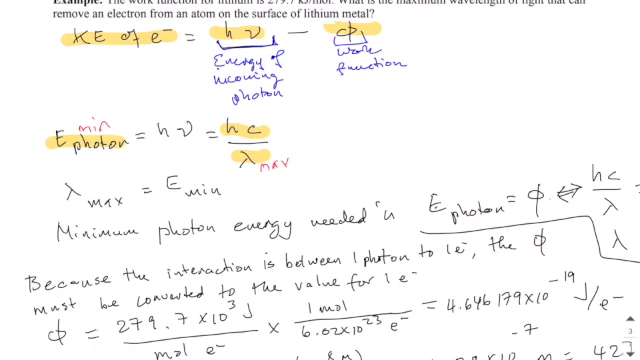 Example: The work function for lithium is 279.7 kJ/mol. What is the maximum wavelength of light that can
remove an electron from an atom on the surface of lithium metal?
KE of e⁻ = hν − ϕ
Energy of incoming photon
work function
E photon min = hν = hc / λ max
λ max = E min
Minimum photon energy needed is
E photon = ϕ ⟺ hc / λ =
λ
Because the interaction is between 1 photon to 1e⁻, the ϕ
must be converted to the value for 1 e⁻
ϕ = 279.7 × 10³ J / mol e⁻ × 1 mol / 6.02 × 10²³ e⁻ = 4.646179 × 10⁻¹⁹ J/e⁻
3